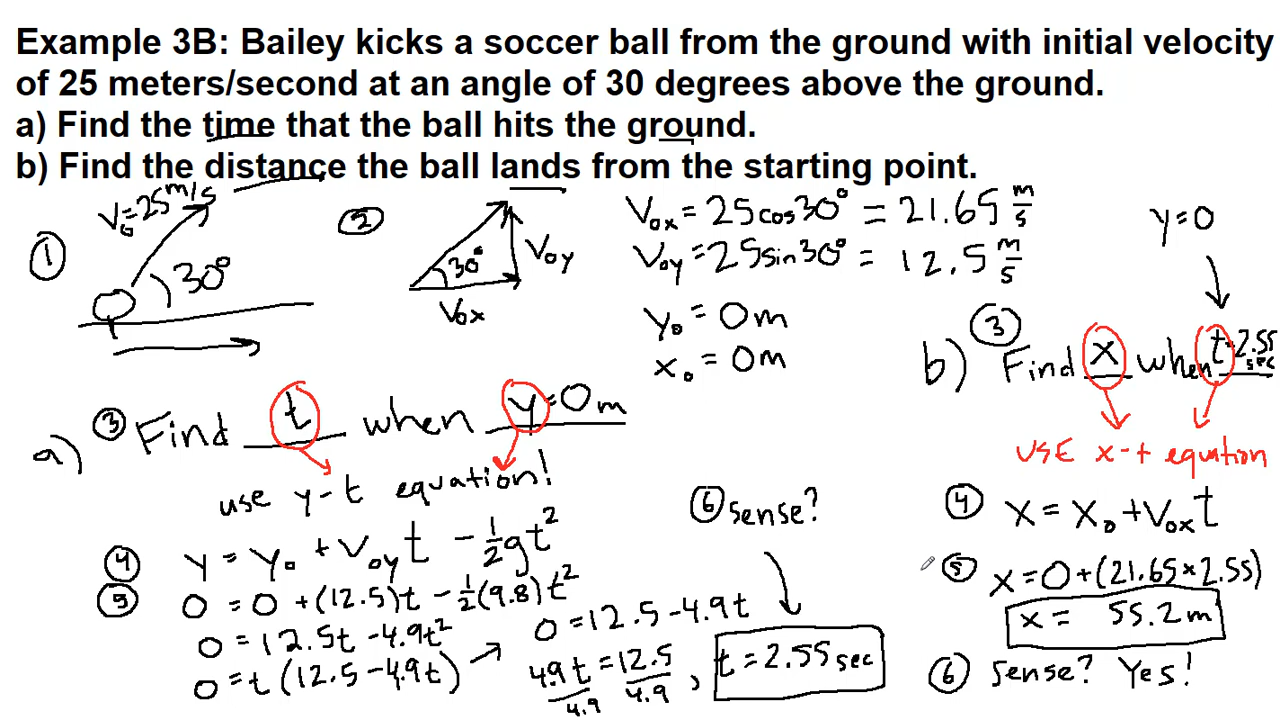 Example 3B: Bailey kicks a soccer ball from the ground with initial velocity
of 25 meters/second at an angle of 30 degrees above the ground.
a) Find the time that the ball hits the ground.
b) Find the distance the ball lands from the starting point.
① V₀=25 m/s
30°
② 30°
Voy
Vox
Vox = 25cos30° = 21.65 m/s
Voy = 25sin30° = 12.5 m/s
y₀ = 0m
x₀ = 0m
a) ③ Find t when y=0m
use y-t equation!
④ y = y₀ + Voy t - 1/2gt²
⑤ 0 = 0 + (12.5)t - 1/2(9.8)t²
0 = 12.5t - 4.9t²
0 = t(12.5 - 4.9t)
0 = 12.5 - 4.9t
4.9t/4.9 = 12.5/4.9, t = 2.55 sec
⑥ sense?
y=0
b) ③ Find x when t=2.55 sec
USE x-t equation
④ x = x₀ + Vox t
⑤ x = 0 + (21.65 × 2.55)
x = 55.2m
⑥ sense? Yes!